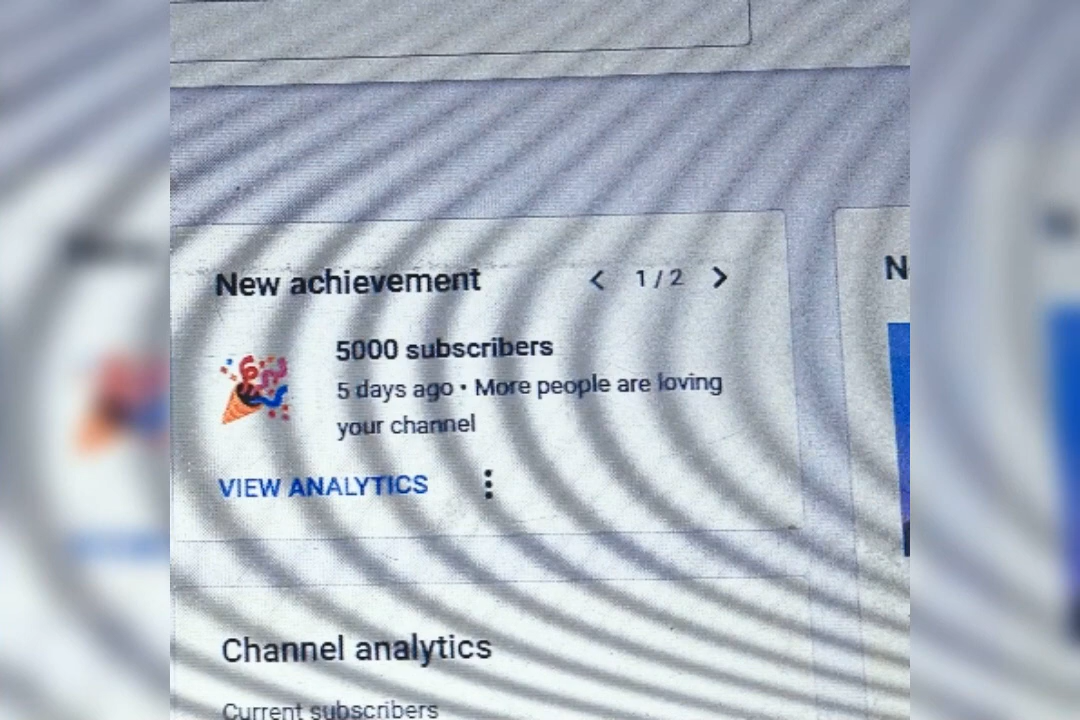 New achievement
< 1 / 2 >
5000 subscribers
5 days ago • More people are loving
your channel
VIEW ANALYTICS
Channel analytics
Current subscribers
N